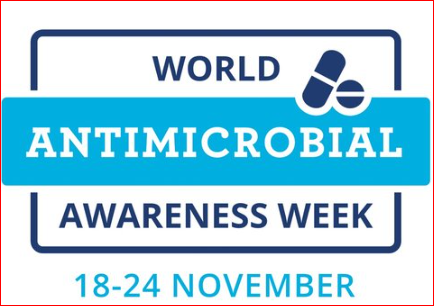 WORLD
ANTIMICROBIAL
AWARENESS WEEK
18-24 NOVEMBER